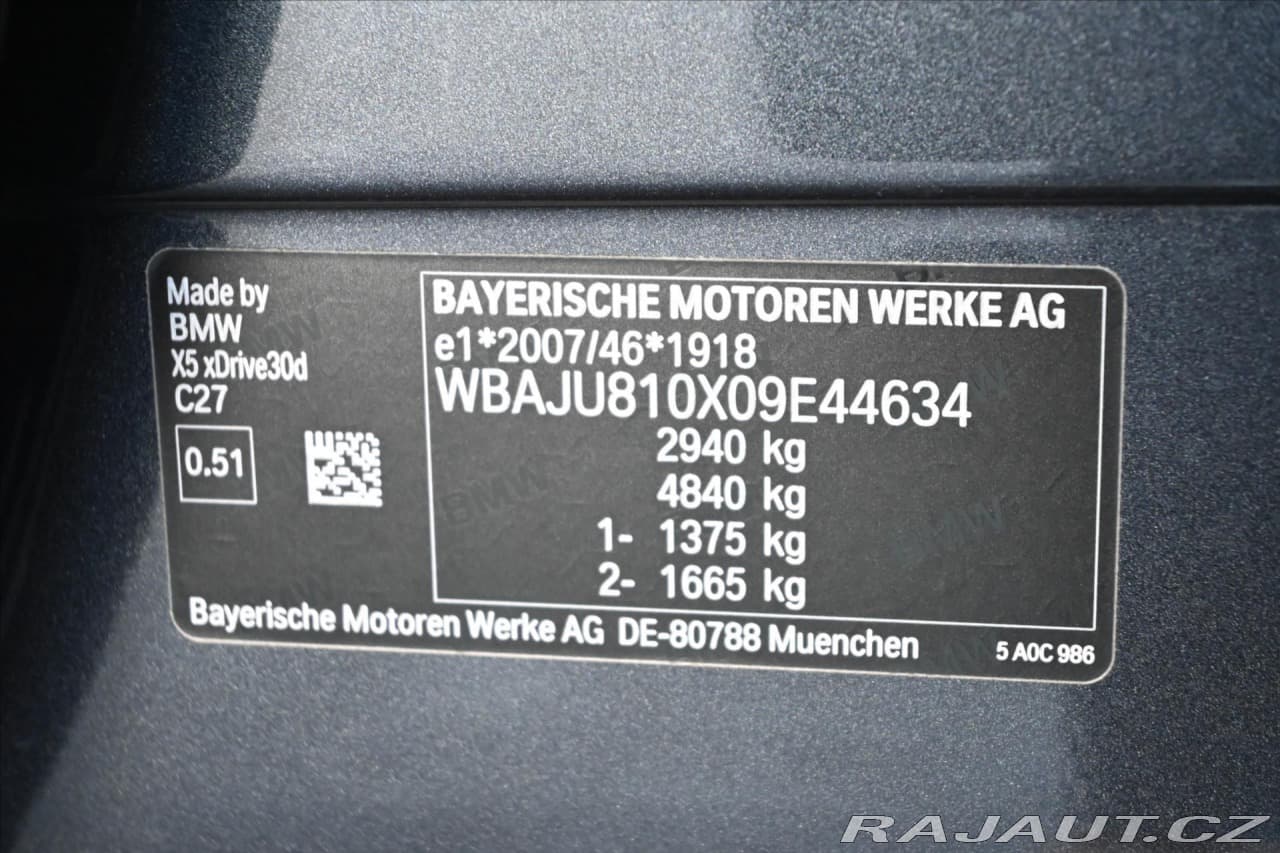 Made by
BMW
X5 xDrive30d
C27
0.51
BAYERISCHE MOTOREN WERKE AG
e1*2007/46*1918
WBAJU810X09E44634
2940 kg
4840 kg
1- 1375 kg
2- 1665 kg
Bayerische Motoren Werke AG DE-80788 Muenchen
5 A0C 986
RAJAUT.CZ